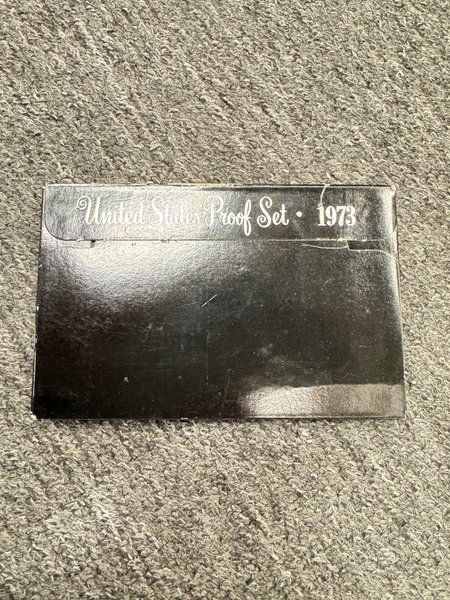 United States Proof Set • 1973